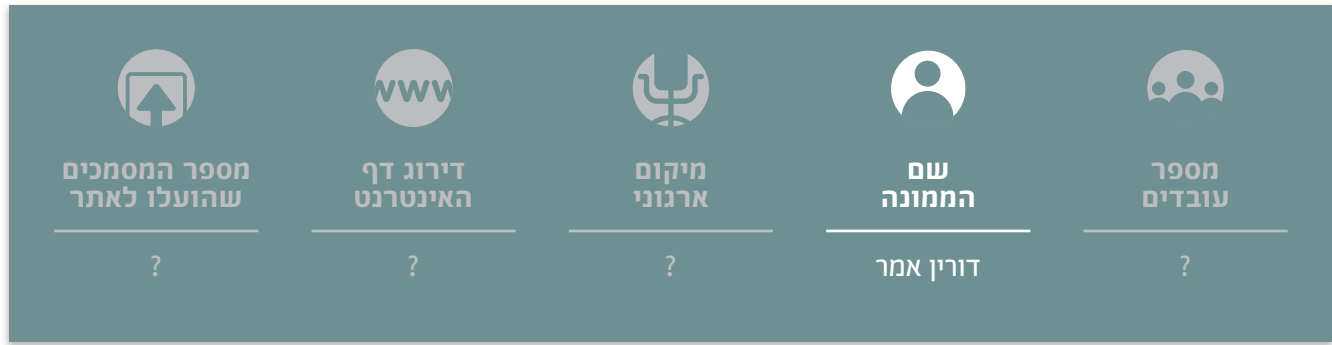 מספר
עובדים
?
שם
הממונה
דורין אמר
מיקום
ארגוני
?
www
דירוג דף
האינטרנט
?
מספר המסמכים
שהועלו לאתר
?